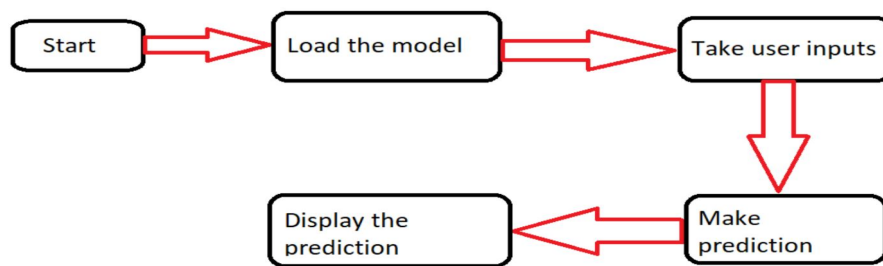 Start
Load the model
Take user inputs
Make
prediction
Display the
prediction